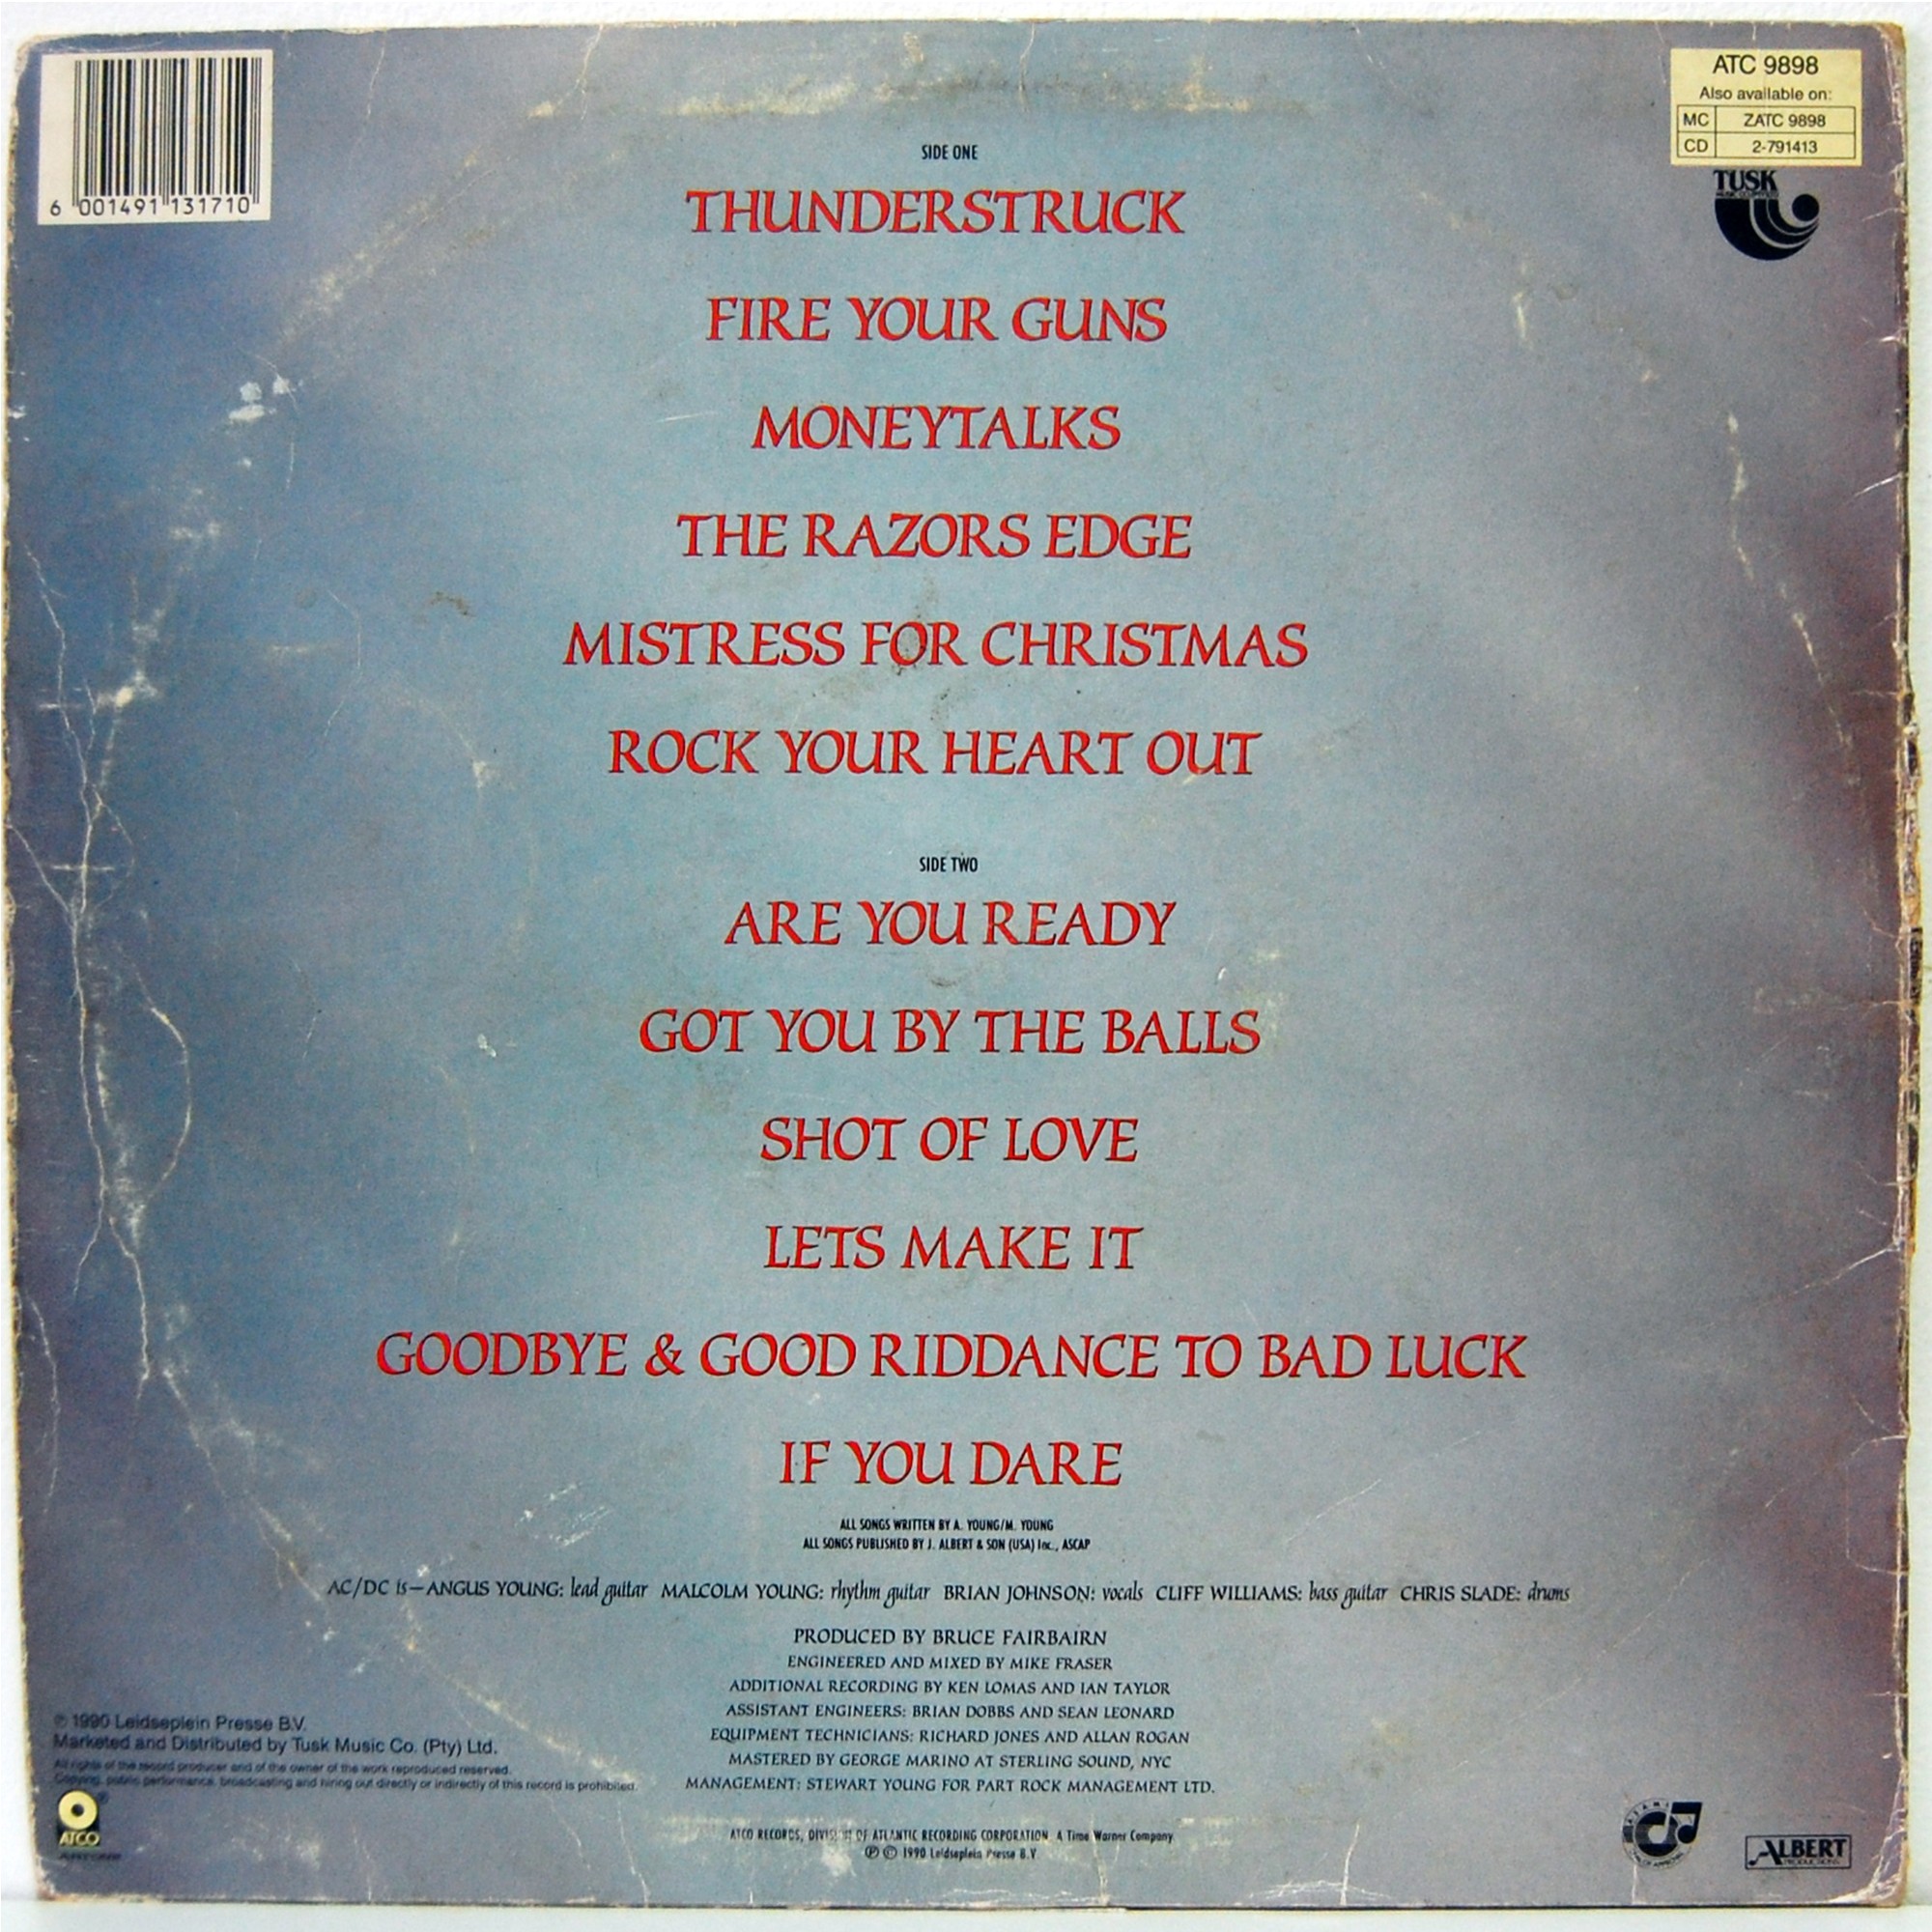 6 001491 131710
ATC 9898
Also available on:
MC ZATC 9898
CD 2-791413
TUSK
SIDE ONE
THUNDERSTRUCK
FIRE YOUR GUNS
MONEYTALKS
THE RAZORS EDGE
MISTRESS FOR CHRISTMAS
ROCK YOUR HEART OUT
SIDE TWO
ARE YOU READY
GOT YOU BY THE BALLS
SHOT OF LOVE
LETS MAKE IT
GOODBYE & GOOD RIDDANCE TO BAD LUCK
IF YOU DARE
ALL SONGS WRITTEN BY A. YOUNG/M. YOUNG
ALL SONGS PUBLISHED BY J. ALBERT & SON (USA) Inc., ASCAP
AC/DC is—ANGUS YOUNG: lead guitar MALCOLM YOUNG: rhythm guitar BRIAN JOHNSON: vocals CLIFF WILLIAMS: bass guitar CHRIS SLADE: drums
PRODUCED BY BRUCE FAIRBAIRN
ENGINEERED AND MIXED BY MIKE FRASER
ADDITIONAL RECORDING BY KEN LOMAS AND IAN TAYLOR
ASSISTANT ENGINEERS: BRIAN DOBBS AND SEAN LEONARD
EQUIPMENT TECHNICIANS: RICHARD JONES AND ALLAN ROGAN
MASTERED BY GEORGE MARINO AT STERLING SOUND, NYC
MANAGEMENT: STEWART YOUNG FOR PART ROCK MANAGEMENT LTD.
℗ 1990 Leidseplein Presse B.V.
Marketed and Distributed by Tusk Music Co. (Pty) Ltd.
All rights of the record producer and of the owner of the work reproduced reserved.
Copying, public performance, broadcasting and hiring out directly or indirectly of this record is prohibited.
ATCO
ATCO RECORDS, DIVISION OF ATLANTIC RECORDING CORPORATION, A Time Warner Company
℗ © 1990 Leidseplein Presse B.V
ALBERT
PRODUCTIONS